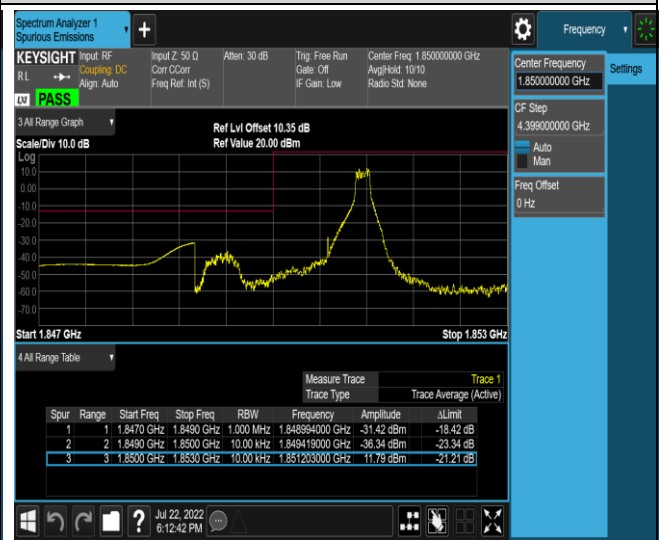 Spectrum Analyzer 1
Spurious Emissions
+
Frequency
KEYSIGHT Input: RF Input Z: 50 Ω Atten: 30 dB Trig: Free Run Center Freq: 1.850000000 GHz
RL Coupling: DC Corr CCorr Gate: Off Avg|Hold: 10/10
Align: Auto Freq Ref: Int (S) IF Gain: Low Radio Std: None
LXI PASS
Center Frequency
1.850000000 GHz
Settings
CF Step
4.399000000 GHz
Auto
Man
Freq Offset
0 Hz
3 All Range Graph
Ref Lvl Offset 10.35 dB
Scale/Div 10.0 dB Ref Value 20.00 dBm
Log
10.0
0.00
-10.0
-20.0
-30.0
-40.0
-50.0
-60.0
-70.0
Start 1.847 GHz Stop 1.853 GHz
4 All Range Table
Measure Trace Trace 1
Trace Type Trace Average (Active)
Spur Range Start Freq Stop Freq RBW Frequency Amplitude ΔLimit
1 1 1.8470 GHz 1.8490 GHz 1.000 MHz 1.848994000 GHz -31.42 dBm -18.42 dB
2 2 1.8490 GHz 1.8500 GHz 10.00 kHz 1.849419000 GHz -36.34 dBm -23.34 dB
3 3 1.8500 GHz 1.8530 GHz 10.00 kHz 1.851203000 GHz 11.79 dBm -21.21 dB
? Jul 22, 2022
6:12:42 PM